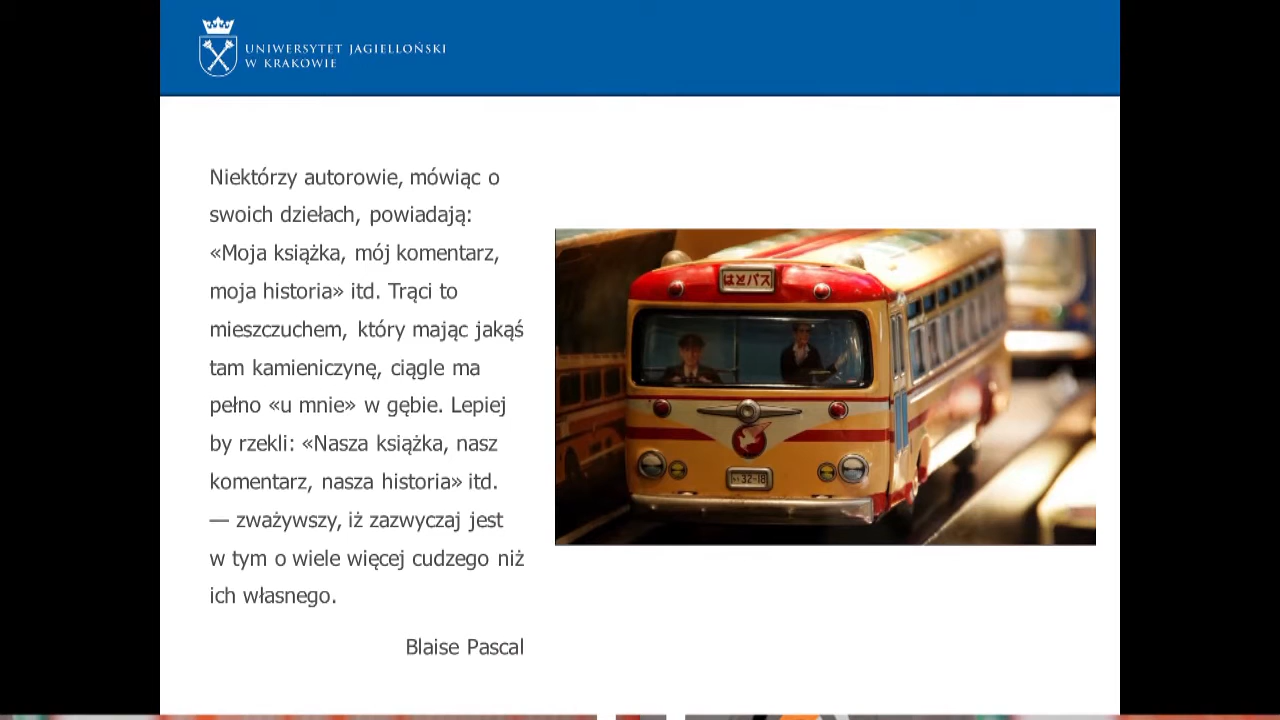 UNIWERSYTET JAGIELLOŃSKI
W KRAKOWIE
Niektórzy autorowie, mówiąc o
swoich dziełach, powiadają:
«Moja książka, mój komentarz,
moja historia» itd. Trąci to
mieszczuchem, który mając jakąś
tam kamieniczynę, ciągle ma
pełno «u mnie» w gębie. Lepiej
by rzekli: «Nasza książka, nasz
komentarz, nasza historia» itd.
— zważywszy, iż zazwyczaj jest
w tym o wiele więcej cudzego niż
ich własnego.
Blaise Pascal
はとバス
32-18